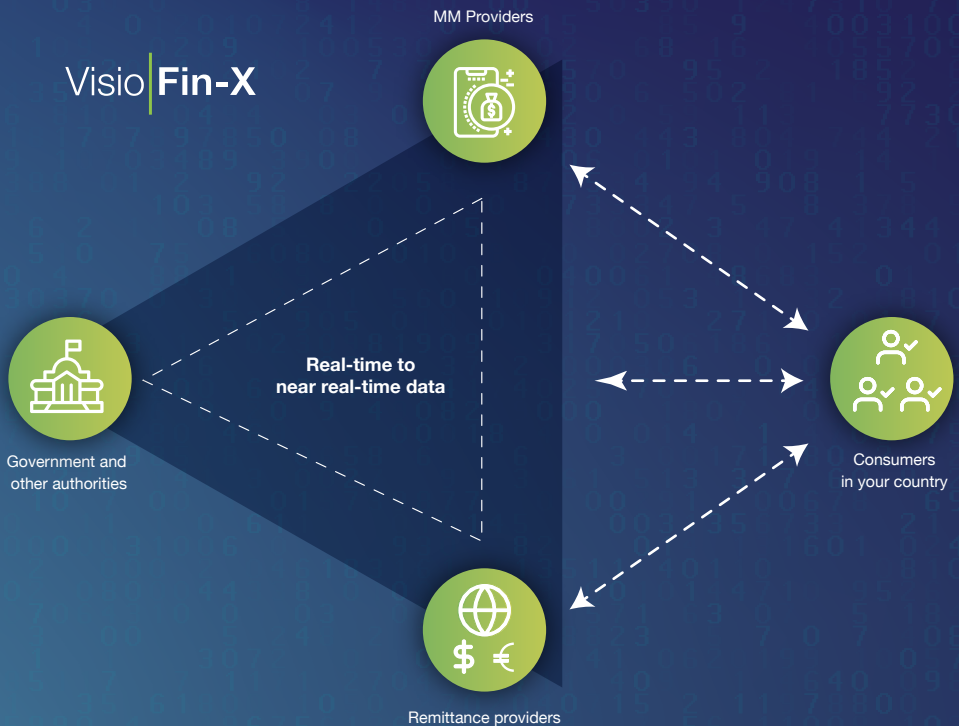 MM Providers
Visio Fin-X
Real-time to
near real-time data
Government and
other authorities
Consumers
in your country
Remittance providers